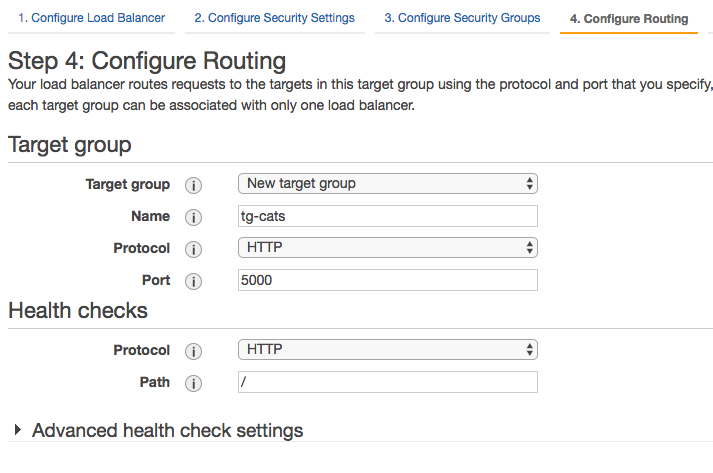 1. Configure Load Balancer 2. Configure Security Settings 3. Configure Security Groups 4. Configure Routing
Step 4: Configure Routing
Your load balancer routes requests to the targets in this target group using the protocol and port that you specify,
each target group can be associated with only one load balancer.
Target group
Target group i New target group
Name i tg-cats
Protocol i HTTP
Port i 5000
Health checks
Protocol i HTTP
Path i /
Advanced health check settings